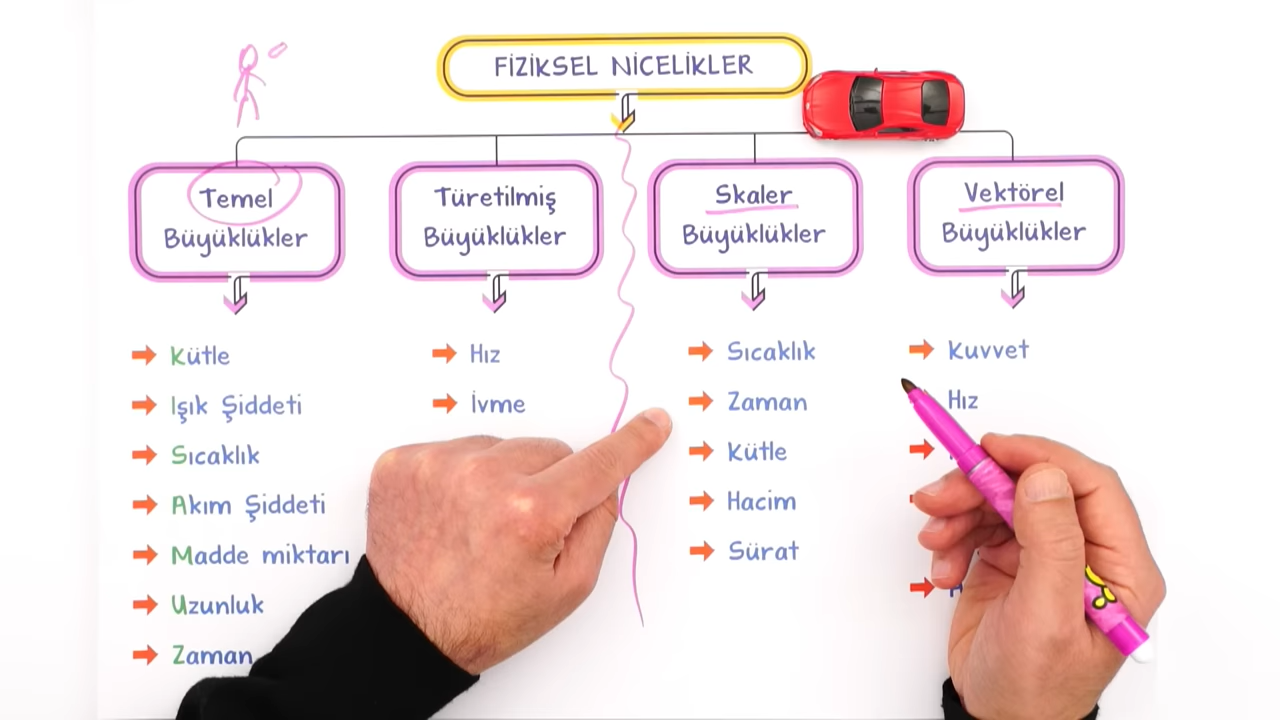 FİZİKSEL NİCELİKLER
Temel
Büyüklükler
Kütle
Işık Şiddeti
Sıcaklık
Akım Şiddeti
Madde miktarı
Uzunluk
Zaman
Türetilmiş
Büyüklükler
Hız
İvme
Skaler
Büyüklükler
Sıcaklık
Zaman
Kütle
Hacim
Sürat
Vektörel
Büyüklükler
Kuvvet
Hız